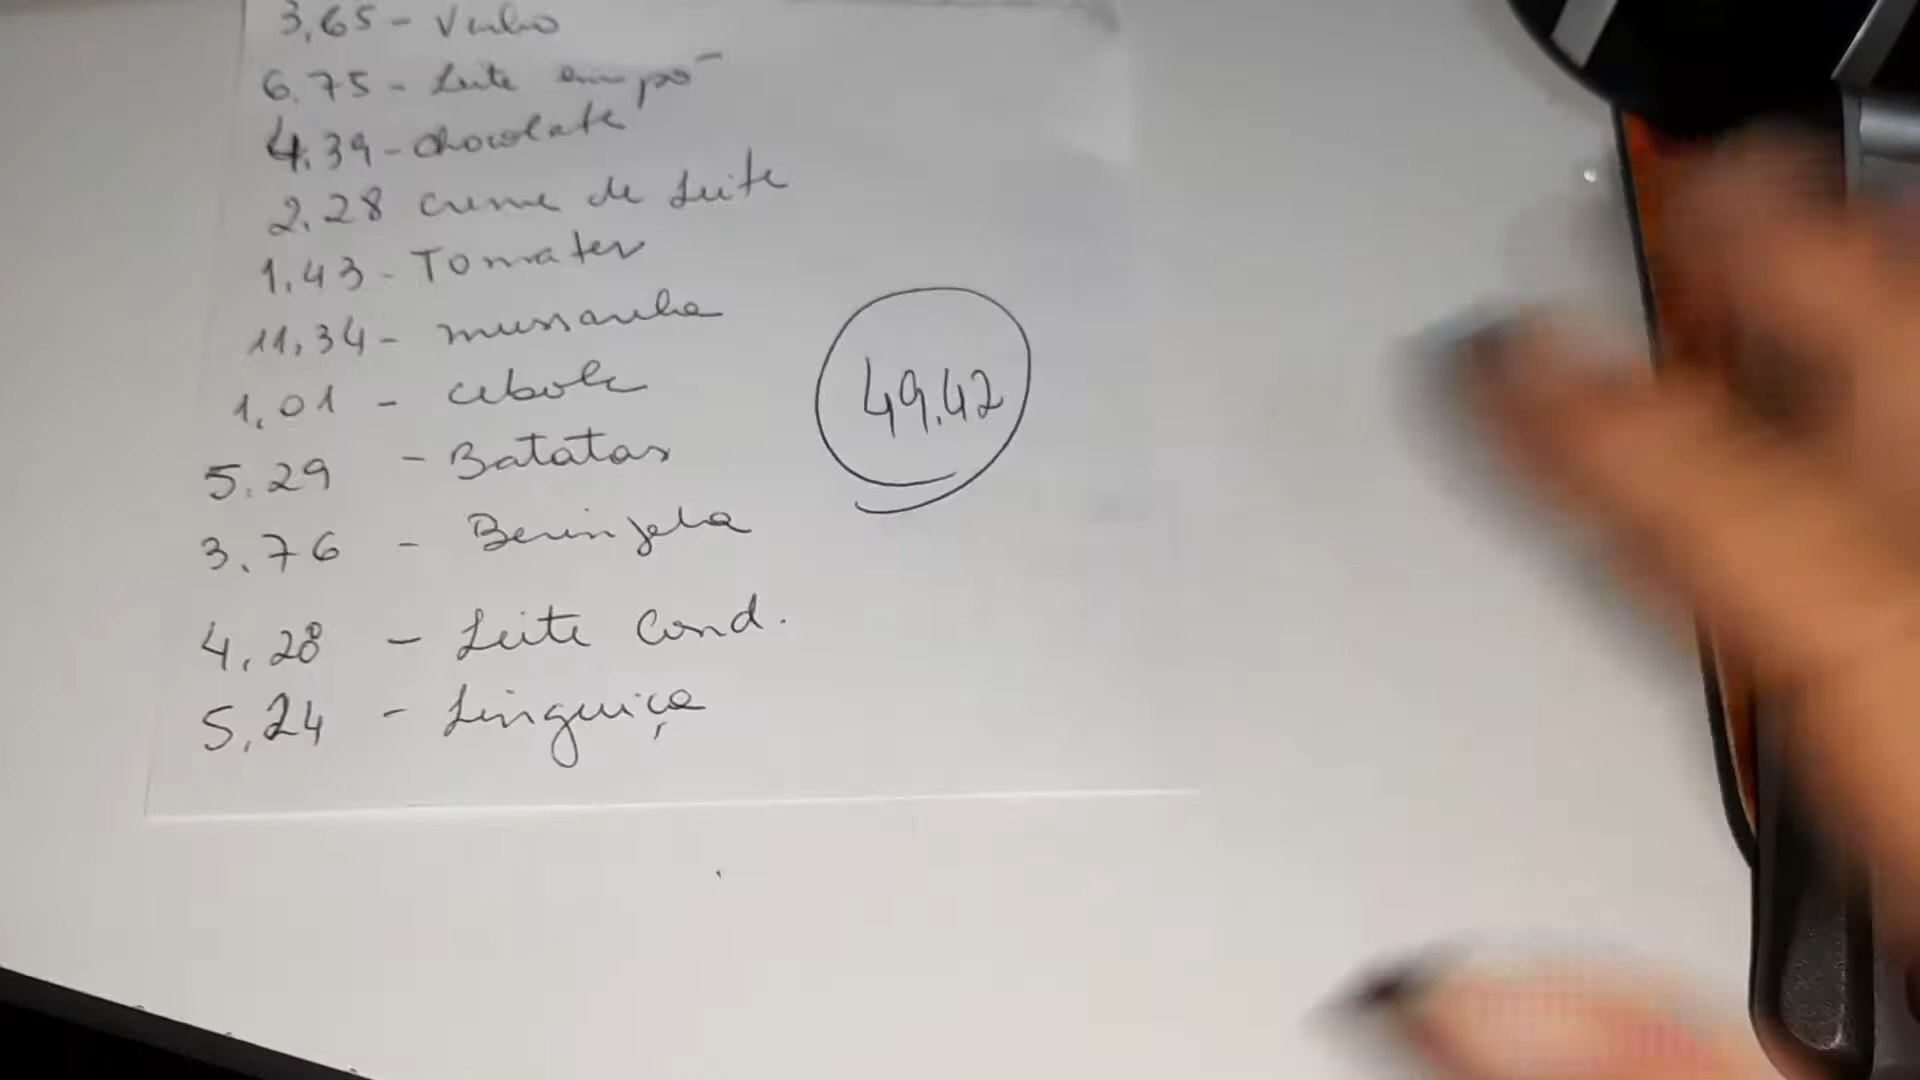 3,65 - Vinho
6.75 - Leite em pó
4.39 - chocolate
2.28 creme de Leite
1.43 - Tomates
11,34 - mussarela
1,01 - cebola
5.29 - Batatas
3.76 - Berinjela
4,28 - Leite Cond.
5,24 - Linguiça
49.42